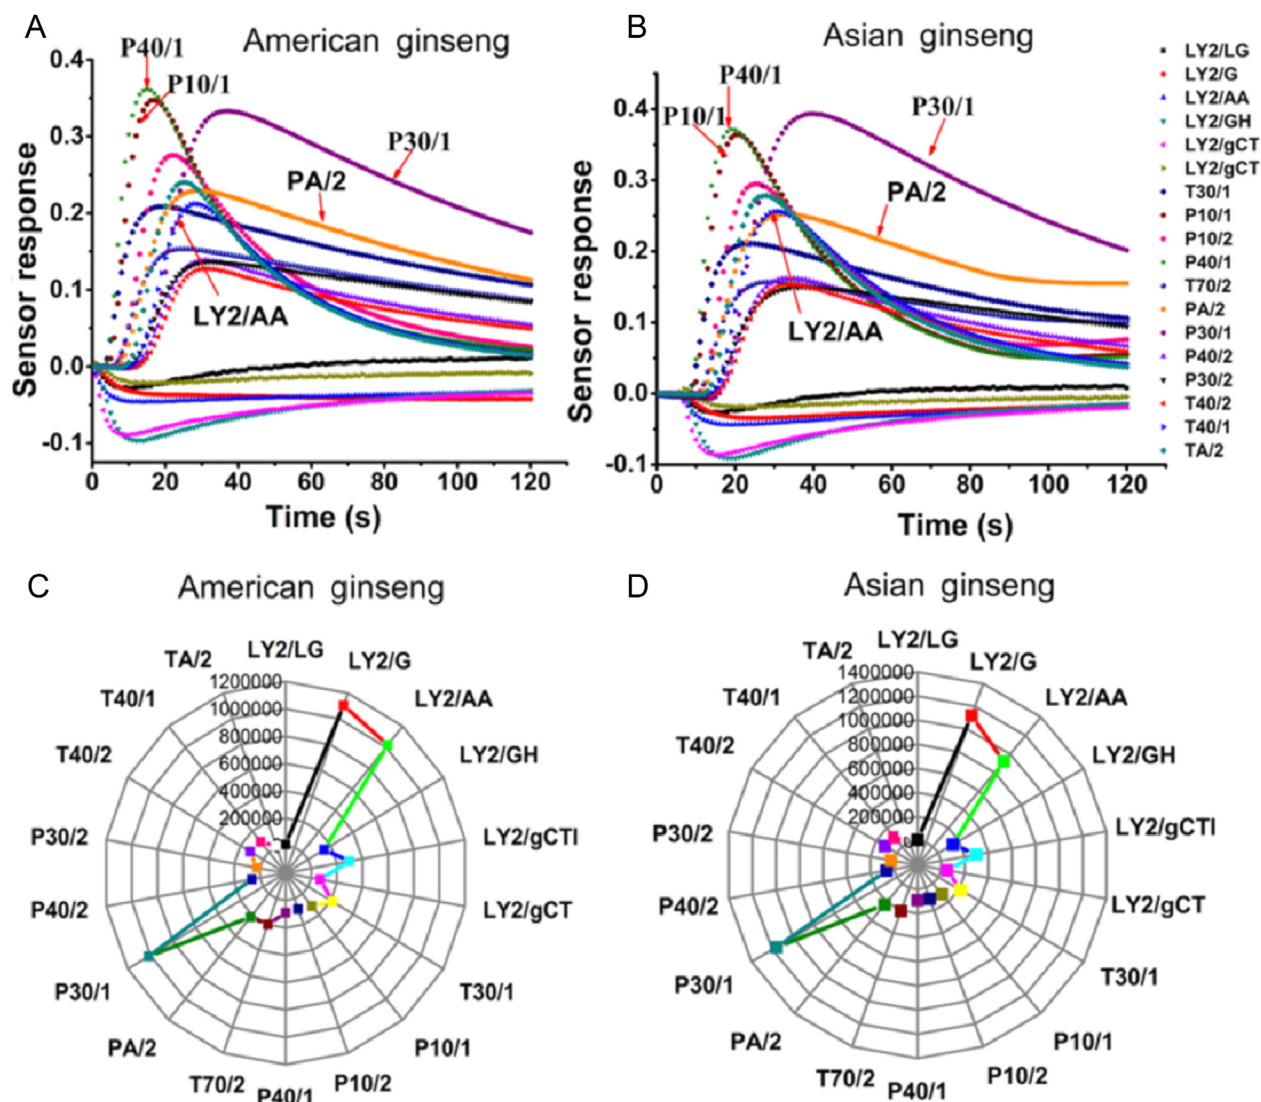 A
American ginseng
P40/1
P10/1
P30/1
PA/2
LY2/AA
0.4
0.3
0.2
0.1
0.0
-0.1
Sensor response
0
20
40
60
80
100
120
Time (s)
B
Asian ginseng
P40/1
P10/1
P30/1
PA/2
LY2/AA
0.4
0.3
0.2
0.1
0.0
-0.1
Sensor response
0
20
40
60
80
100
120
Time (s)
LY2/LG
LY2/G
LY2/AA
LY2/GH
LY2/gCT
LY2/gCT
T30/1
P10/1
P10/2
P40/1
T70/2
PA/2
P30/1
P40/2
P30/2
T40/2
T40/1
TA/2
C
American ginseng
LY2/LG
LY2/G
LY2/AA
LY2/GH
LY2/gCTl
LY2/gCT
T30/1
P10/1
P10/2
P40/1
T70/2
PA/2
P30/1
P40/2
P30/2
T40/2
T40/1
TA/2
1200000
1000000
800000
600000
400000
200000
D
Asian ginseng
LY2/LG
LY2/G
LY2/AA
LY2/GH
LY2/gCTl
LY2/gCT
T30/1
P10/1
P10/2
P40/1
T70/2
PA/2
P30/1
P40/2
P30/2
T40/2
T40/1
TA/2
1400000
1200000
1000000
800000
600000
400000
200000